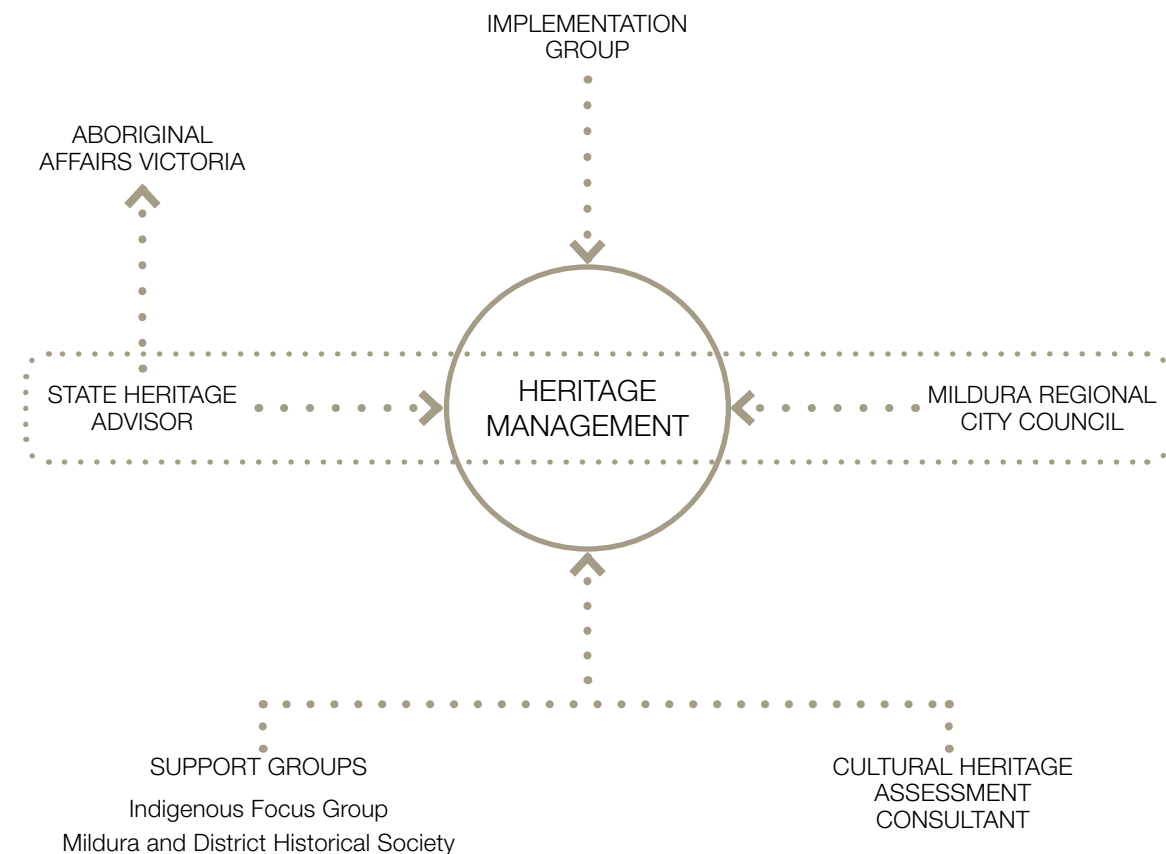 IMPLEMENTATION
GROUP
ABORIGINAL
AFFAIRS VICTORIA
STATE HERITAGE
ADVISOR
HERITAGE
MANAGEMENT
MILDURA REGIONAL
CITY COUNCIL
SUPPORT GROUPS
Indigenous Focus Group
Mildura and District Historical Society
CULTURAL HERITAGE
ASSESSMENT
CONSULTANT